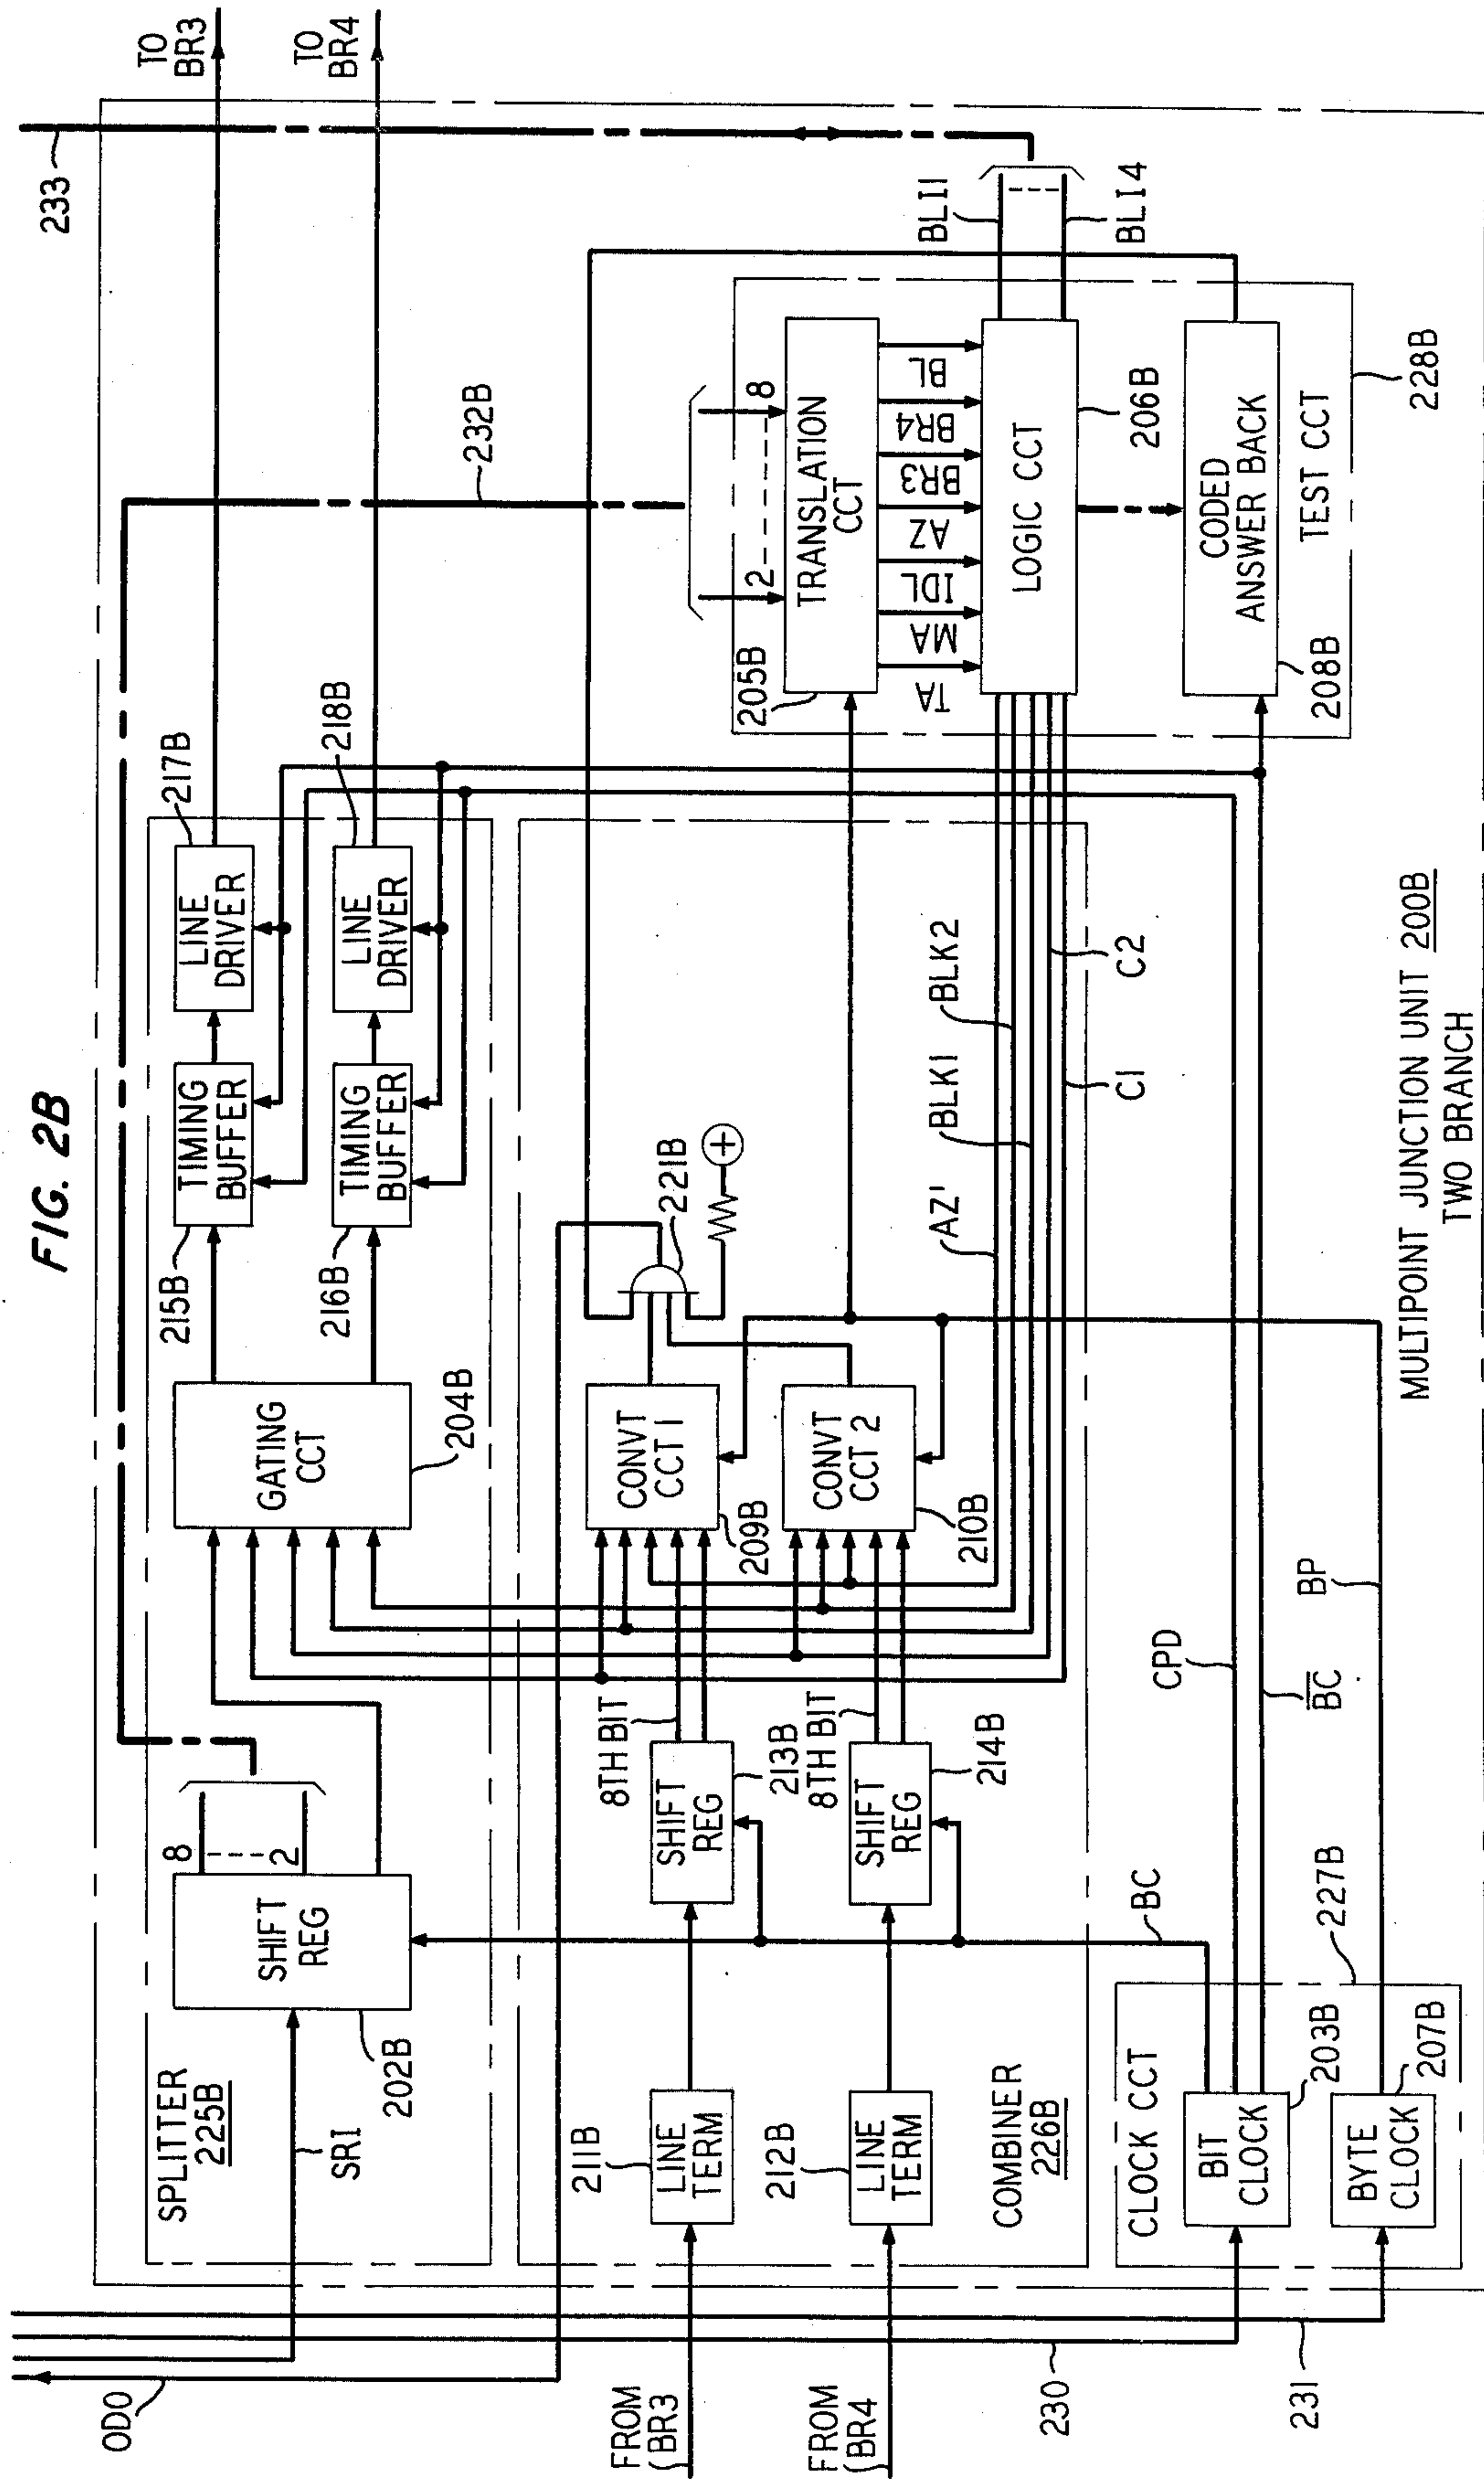 FIG. 2B
SPLITTER
225B
SRI
202B
SHIFT
REG
8
2
GATING
CCT
204B
215B
TIMING
BUFFER
217B
LINE
DRIVER
216B
TIMING
BUFFER
218B
LINE
DRIVER
TO
BR3
TO
BR4
233
232B
ODO
FROM
BR3
FROM
BR4
211B
LINE
TERM
212B
LINE
TERM
COMBINER
226B
8TH BIT
SHIFT
REG
213B
8TH BIT
SHIFT
REG
214B
CONVT
CCT 1
209B
CONVT
CCT 2
210B
221B
+
AZ'
BLK1
BLK2
C1
C2
205B
2
8
TRANSLATION
CCT
TA
MA
IDL
AZ
BR3
BR4
BL
LOGIC CCT
206B
BLI1
BLI4
CODED
ANSWER BACK
208B
TEST CCT
228B
CLOCK CCT
227B
BIT
CLOCK
203B
BYTE
CLOCK
207B
BC
CPD
B̅C̅
BP
230
231
MULTIPOINT JUNCTION UNIT 200B
TWO BRANCH